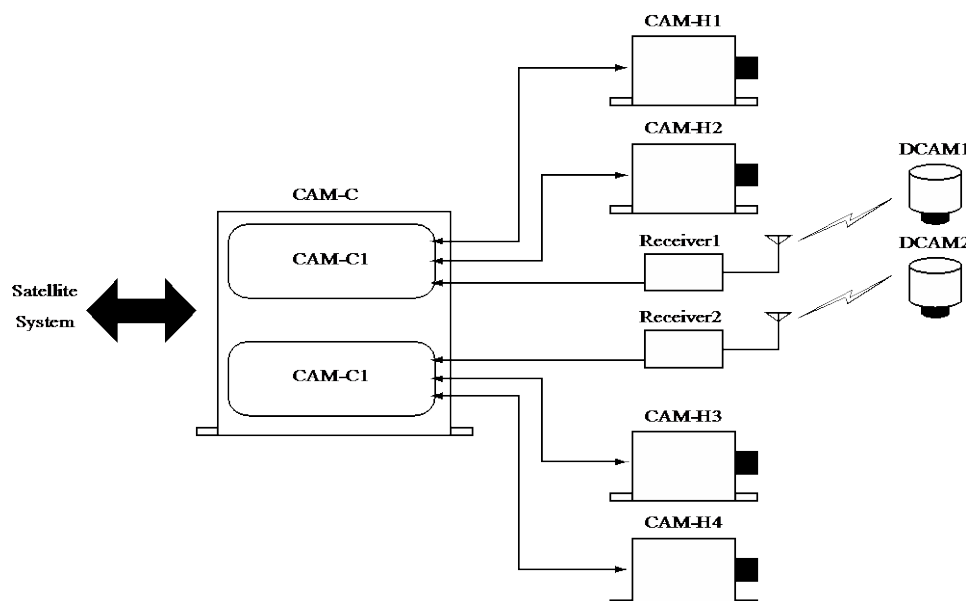 CAM-H1
CAM-H2
DCAM1
CAM-C
CAM-C1
Receiver1
DCAM2
Satellite
System
Receiver2
CAM-C1
CAM-H3
CAM-H4